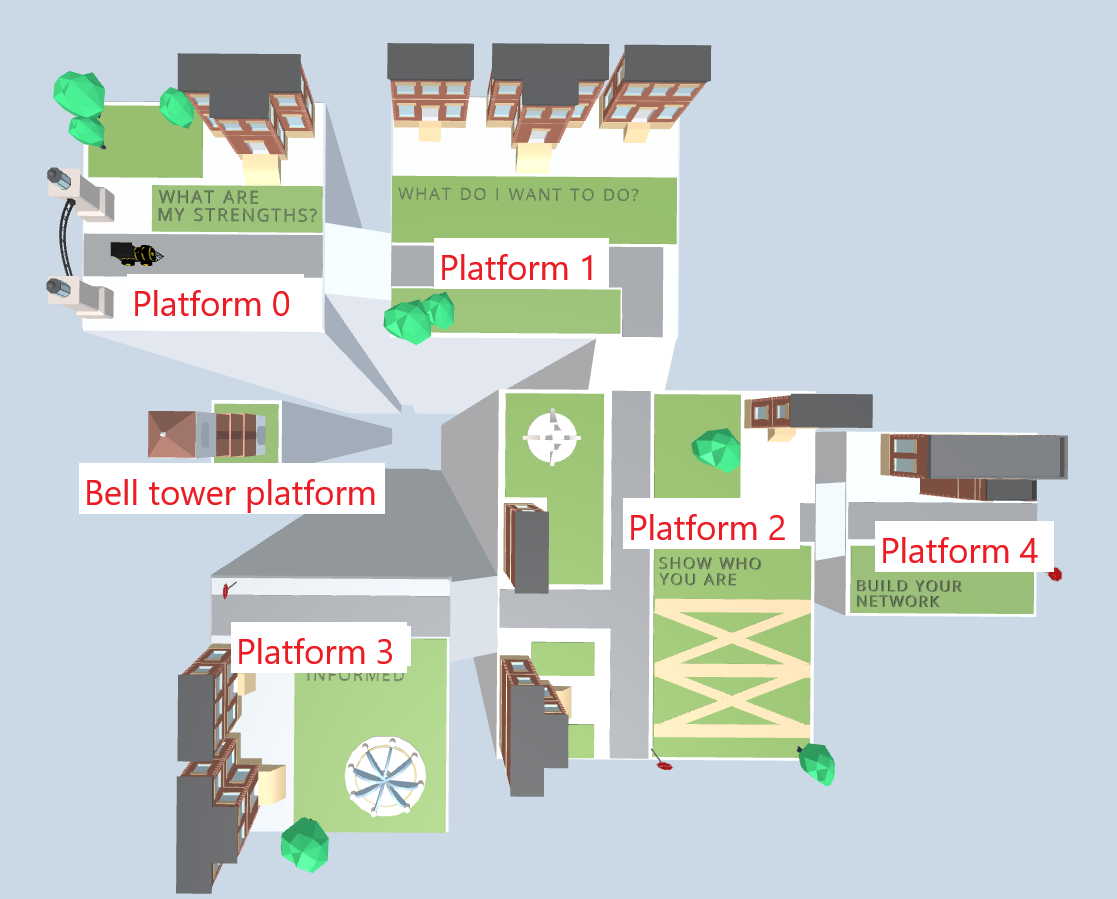 WHAT ARE
MY STRENGTHS?
WHAT DO I WANT TO DO?
Platform 1
Platform 0
Bell tower platform
Platform 2
Platform 4
SHOW WHO
YOU ARE
BUILD YOUR
NETWORK
Platform 3
INFORMED